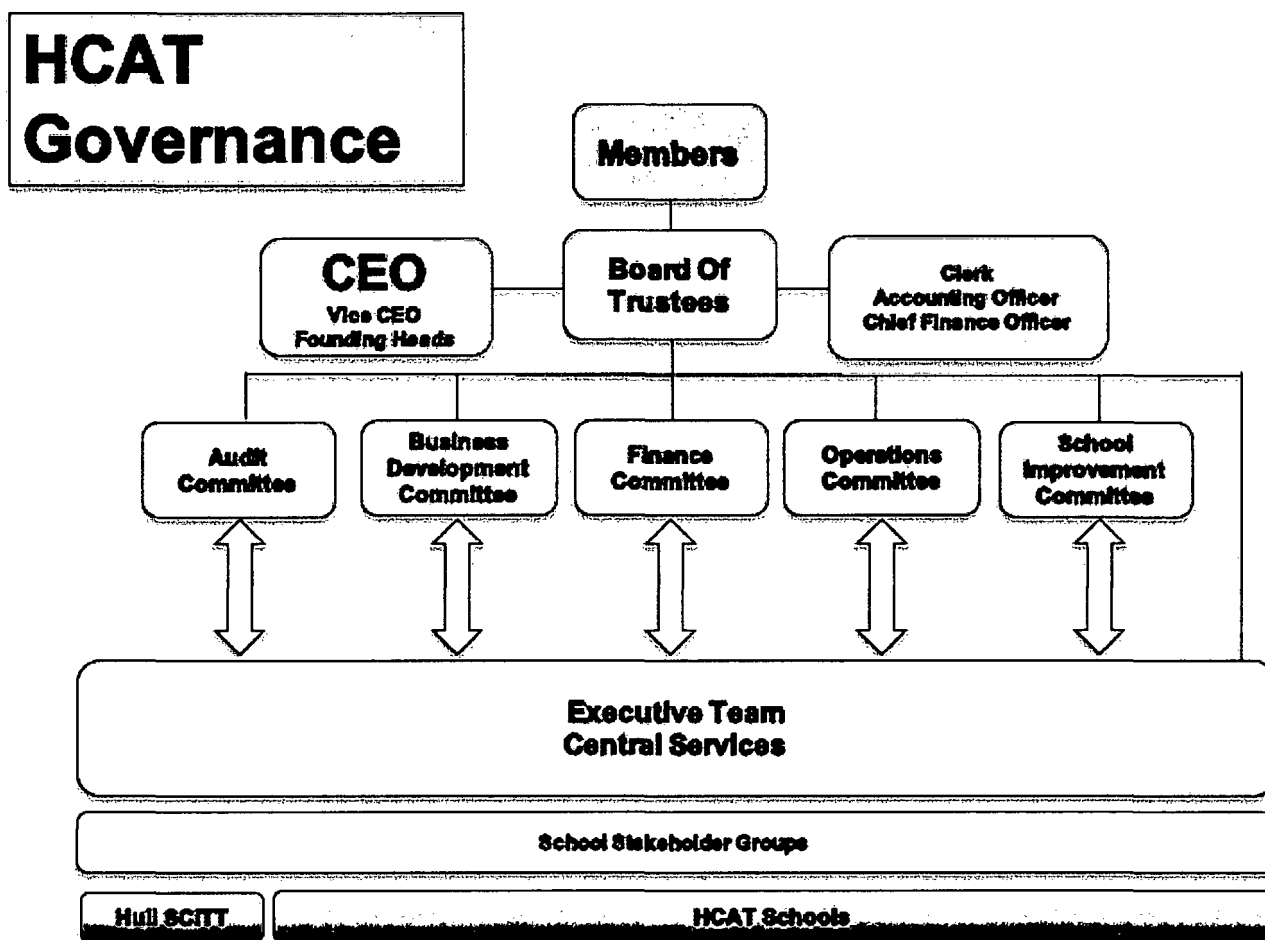 HCAT
Governance
Members
CEO
Vice CEO
Founding Heads
Board Of
Trustees
Clerk
Accounting Officer
Chief Finance Officer
Audit
Committee
Business
Development
Committee
Finance
Committee
Operations
Committee
School
Improvement
Committee
Executive Team
Central Services
School Stakeholder Groups
Hull SCITT
HCAT Schools